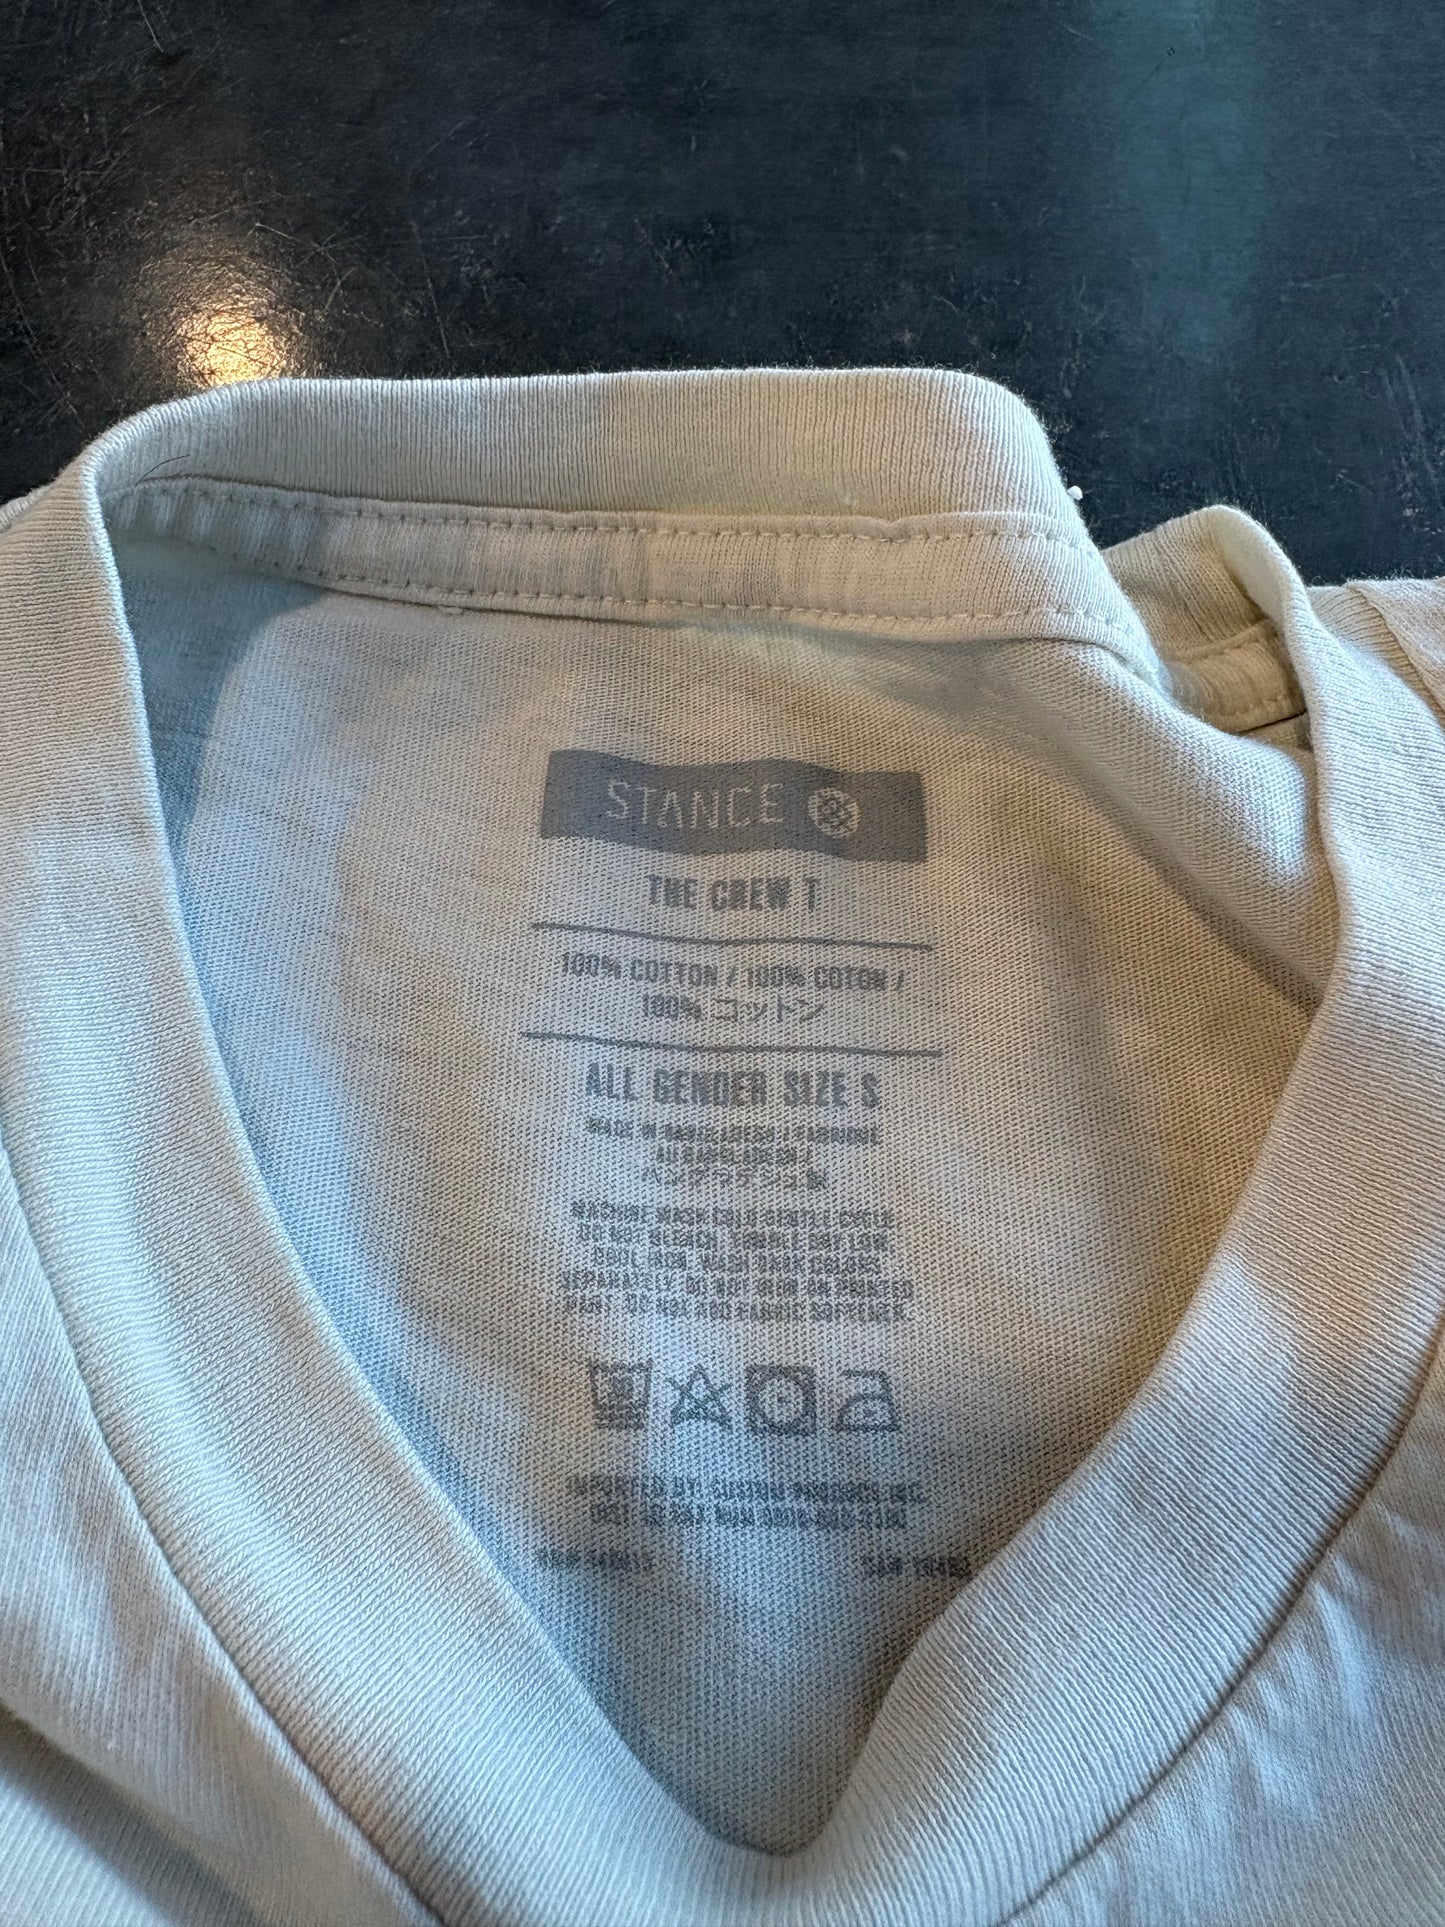 STANCE
THE CREW T
100% COTTON / 100% COTON /
100% コットン
ALL GENDER SIZE S
MADE IN BANGLADESH / FABRIQUÉ
AU BANGLADESH /
バングラデシュ製
MACHINE WASH COLD GENTLE CYCLE.
DO NOT BLEACH. TUMBLE DRY LOW.
COOL IRON. WASH DARK COLORS
SEPARATELY. DO NOT IRON ON PRINTED
PART. DO NOT ADD FABRIC SOFTENER.